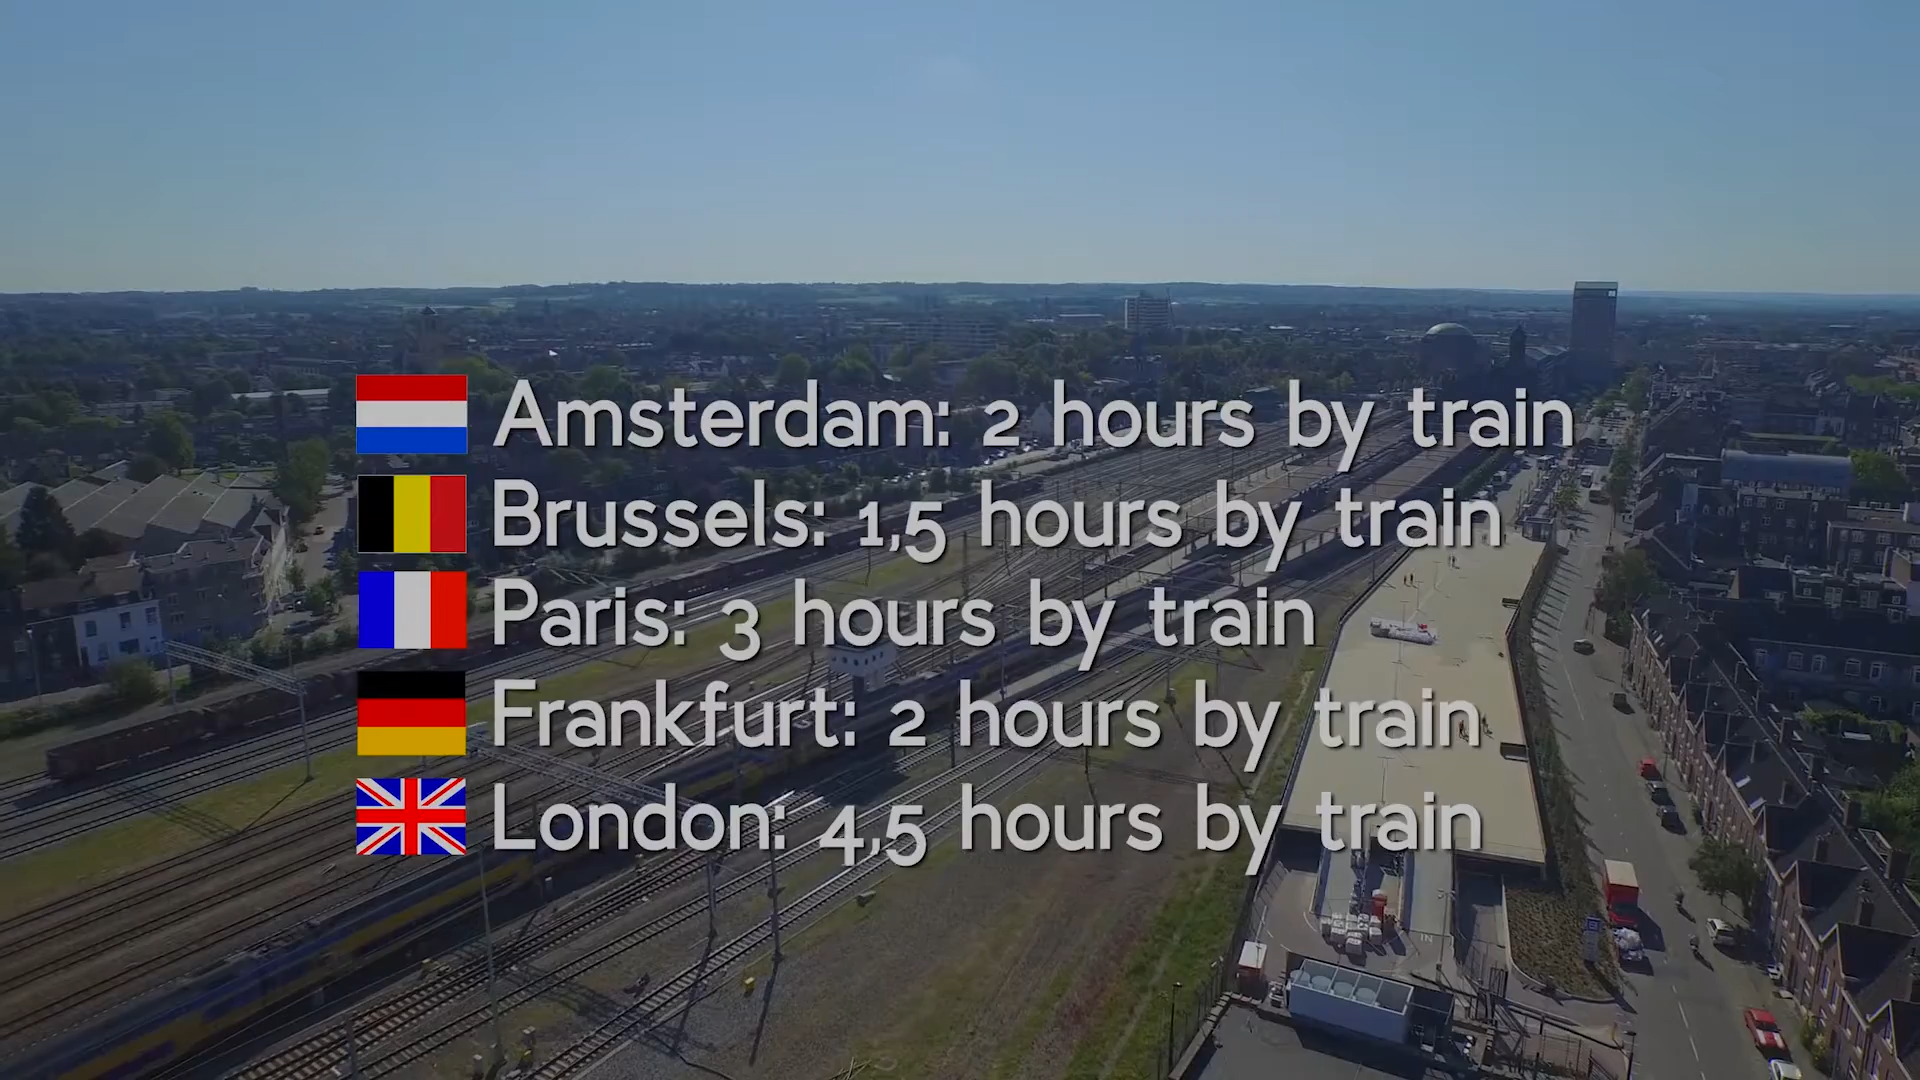 Amsterdam: 2 hours by train
Brussels: 1,5 hours by train
Paris: 3 hours by train
Frankfurt: 2 hours by train
London: 4,5 hours by train
IN